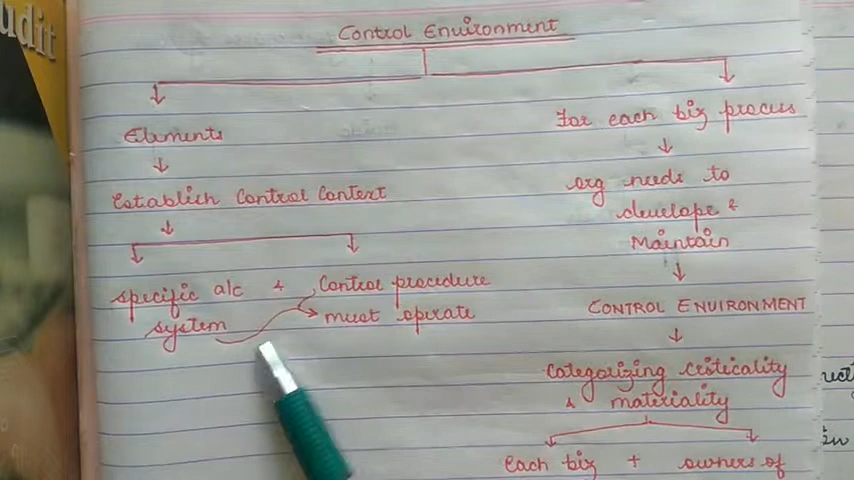 udit
Control Environment
Elements
Establish Control Context
specific a/c & Control procedure
system must operate
For each biz process
org needs to
develope &
Maintain
CONTROL ENVIRONMENT
Categorizing criticality
& materiality
each biz + owners of